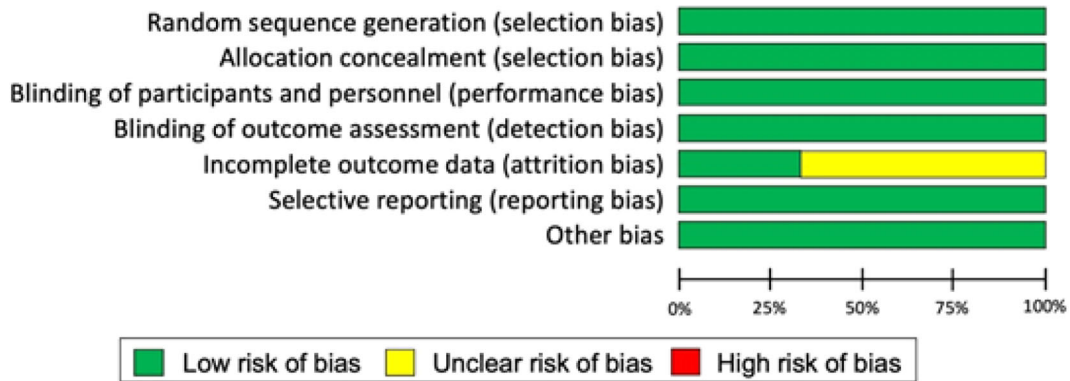 Random sequence generation (selection bias)
Allocation concealment (selection bias)
Blinding of participants and personnel (performance bias)
Blinding of outcome assessment (detection bias)
Incomplete outcome data (attrition bias)
Selective reporting (reporting bias)
Other bias
0% 25% 50% 75% 100%
Low risk of bias Unclear risk of bias High risk of bias